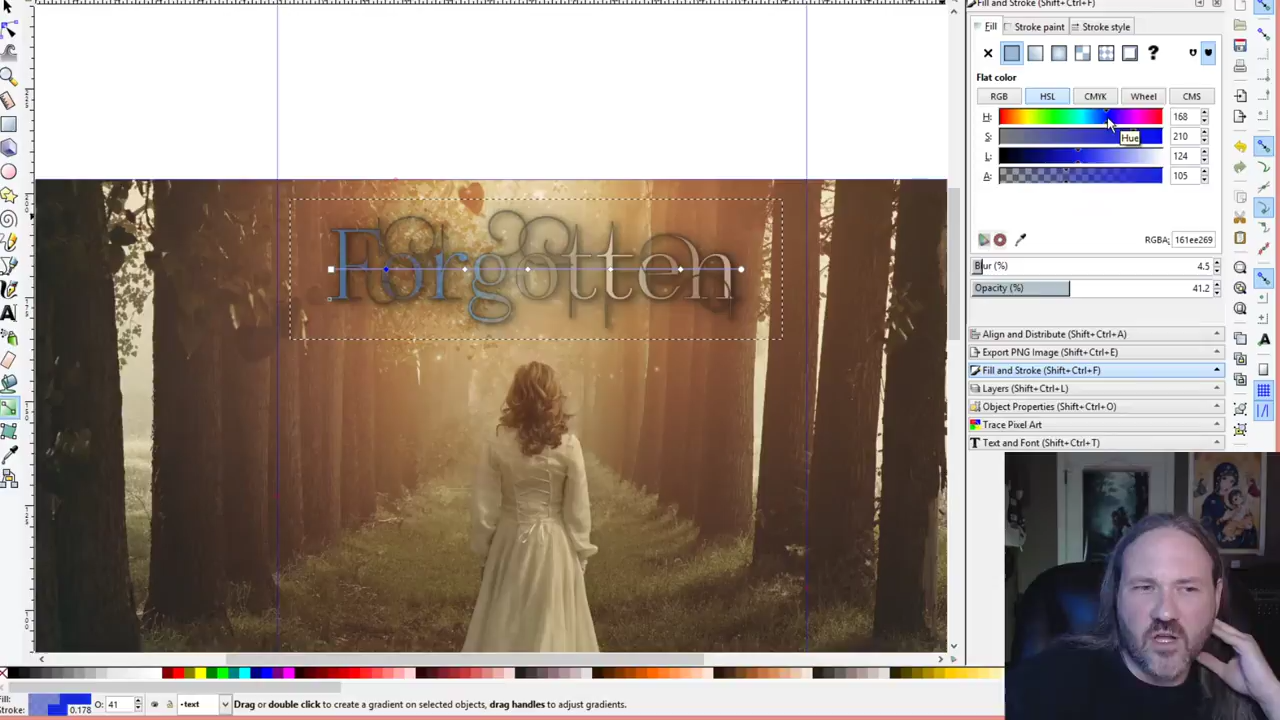 Fill and Stroke (Shift+Ctrl+F)
Fill
Stroke paint
Stroke style
Flat color
RGB
HSL
CMYK
Wheel
CMS
H: 168
Hue
S: 210
L: 124
A: 105
RGBA: 161ee269
Blur (%) 4.5
Opacity (%) 41.2
Align and Distribute (Shift+Ctrl+A)
Export PNG Image (Shift+Ctrl+E)
Fill and Stroke (Shift+Ctrl+F)
Layers (Shift+Ctrl+L)
Object Properties (Shift+Ctrl+O)
Trace Pixel Art
Text and Font (Shift+Ctrl+T)
Forgotten
Fill:
Stroke: 0.178
O: 41
•text
Drag or double click to create a gradient on selected objects, drag handles to adjust gradients.